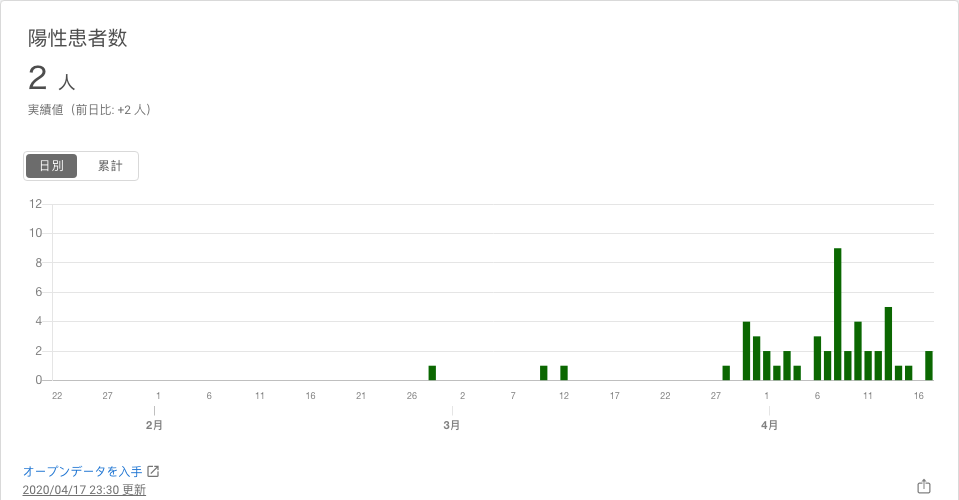 陽性患者数
2 人
実績値（前日比: +2 人）
日別 累計
12
10
8
6
4
2
0
22 27 1 6 11 16 21 26 2 7 12 17 22 27 1 6 11 16
2月 3月 4月
オープンデータを入手
2020/04/17 23:30 更新